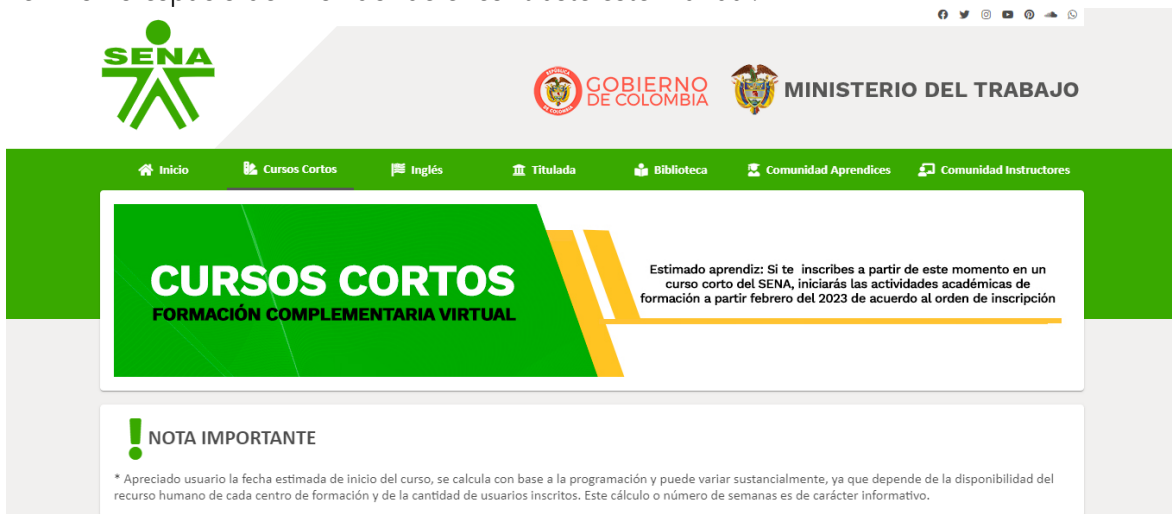 SENA
REPÚBLICA
DE COLOMBIA
GOBIERNO
DE COLOMBIA
MINISTERIO DEL TRABAJO
Inicio
Cursos Cortos
Inglés
Titulada
Biblioteca
Comunidad Aprendices
Comunidad Instructores
CURSOS CORTOS
FORMACIÓN COMPLEMENTARIA VIRTUAL
Estimado aprendiz: Si te inscribes a partir de este momento en un
curso corto del SENA, iniciarás las actividades académicas de
formación a partir febrero del 2023 de acuerdo al orden de inscripción
NOTA IMPORTANTE
* Apreciado usuario la fecha estimada de inicio del curso, se calcula con base a la programación y puede variar sustancialmente, ya que depende de la disponibilidad del
recurso humano de cada centro de formación y de la cantidad de usuarios inscritos. Este cálculo o número de semanas es de carácter informativo.